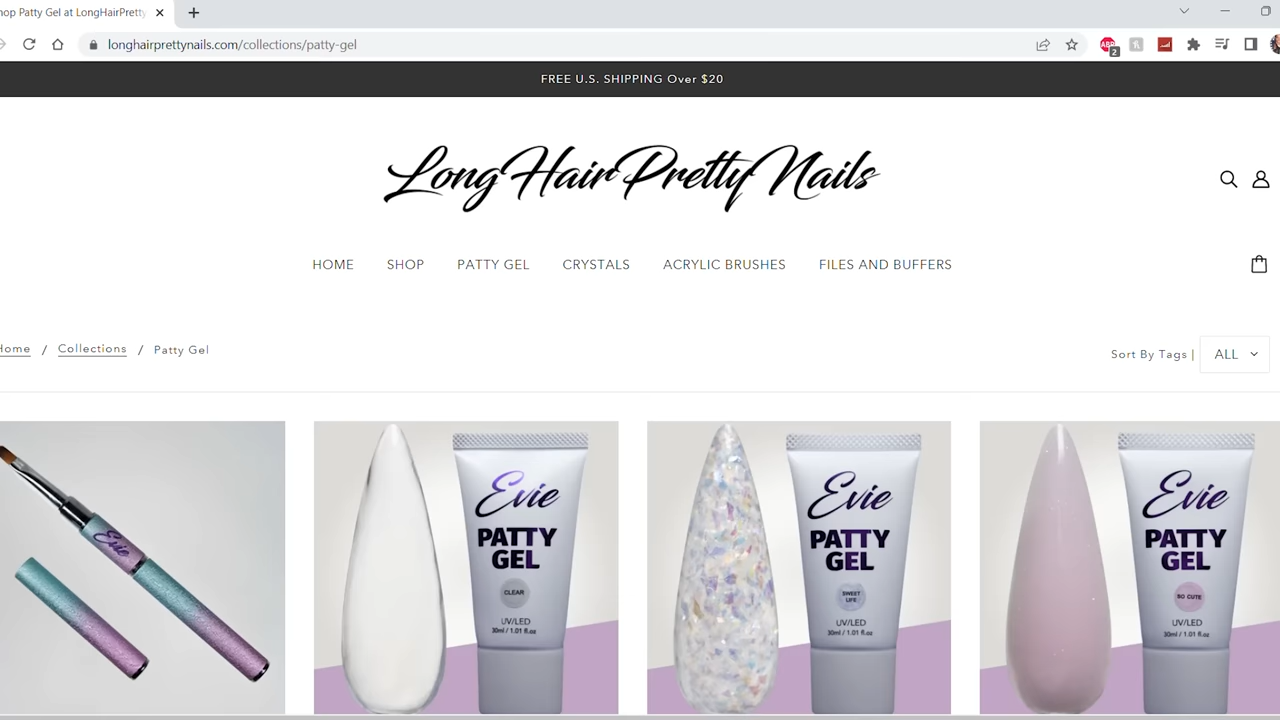 hop Patty Gel at LongHairPretty
longhairprettynails.com/collections/patty-gel
ABP
2
FREE U.S. SHIPPING Over $20
LongHairPrettyNails
HOME SHOP PATTY GEL CRYSTALS ACRYLIC BRUSHES FILES AND BUFFERS
Home / Collections / Patty Gel
Sort By Tags | ALL
Evie
Evie
PATTY
GEL
CLEAR
UV/LED
30ml / 1.01 fl.oz
Evie
PATTY
GEL
SWEET
LIFE
UV/LED
30ml / 1.01 fl.oz
Evie
PATTY
GEL
SO CUTE
UV/LED
30ml / 1.01 fl.oz